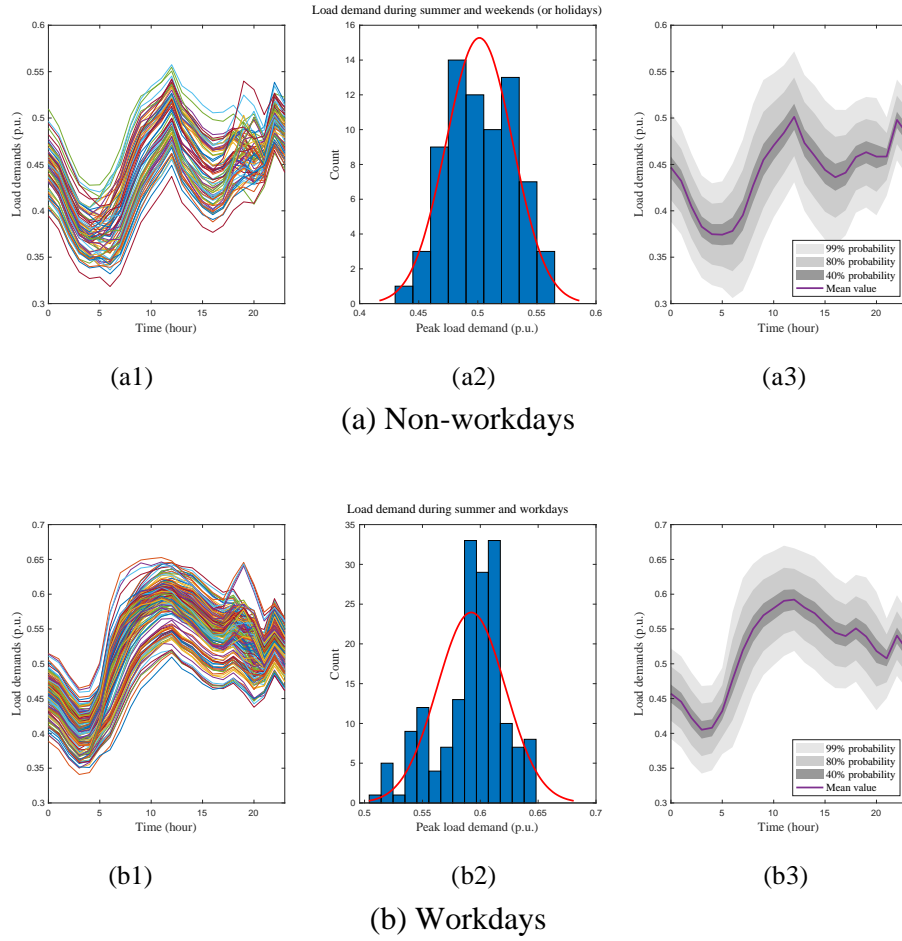 Load demand during summer and weekends (or holidays)
0.6
0.55
0.5
0.45
0.4
0.35
0.3
Load demands (p.u.)
0 5 10 15 20
Time (hour)
16
14
12
10
8
6
4
2
0
Count
0.4 0.45 0.5 0.55 0.6
Peak load demand (p.u.)
0.6
0.55
0.5
0.45
0.4
0.35
0.3
Load demands (p.u.)
99% probability
80% probability
40% probability
Mean value
0 5 10 15 20
Time (hour)
(a1) (a2) (a3)
(a) Non-workdays
Load demand during summer and workdays
0.7
0.65
0.6
0.55
0.5
0.45
0.4
0.35
0.3
Load demands (p.u.)
0 5 10 15 20
Time (hour)
35
30
25
20
15
10
5
0
Count
0.5 0.55 0.6 0.65 0.7
Peak load demand (p.u.)
0.7
0.65
0.6
0.55
0.5
0.45
0.4
0.35
0.3
Load demands (p.u.)
99% probability
80% probability
40% probability
Mean value
0 5 10 15 20
Time (hour)
(b1) (b2) (b3)
(b) Workdays